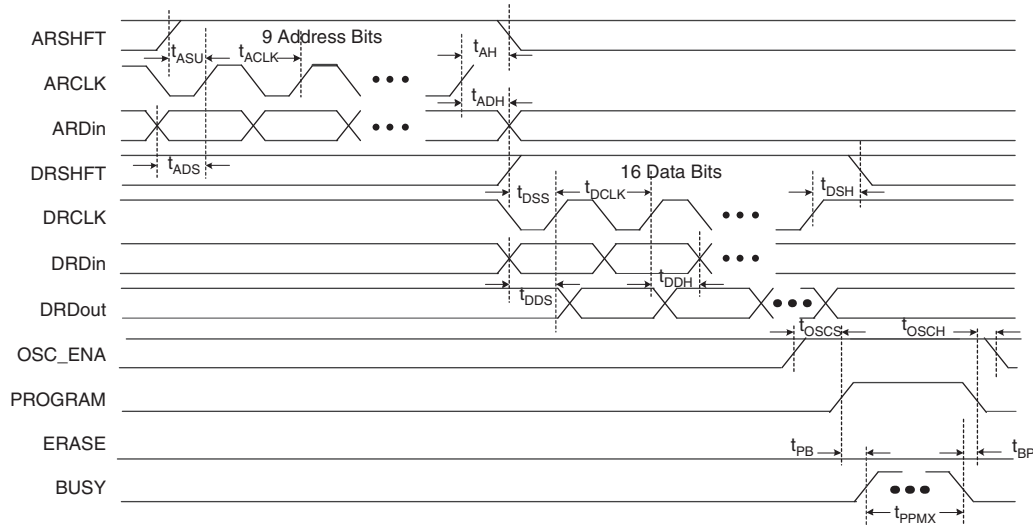 ARSHFT
9 Address Bits
tASU
tACLK
tAH
ARCLK
tADH
ARDin
tADS
DRSHFT
16 Data Bits
tDSS
tDCLK
tDSH
DRCLK
DRDin
tDDS
tDDH
DRDout
tOSCS
tOSCH
OSC_ENA
PROGRAM
ERASE
tPB
tBP
BUSY
tPPMX